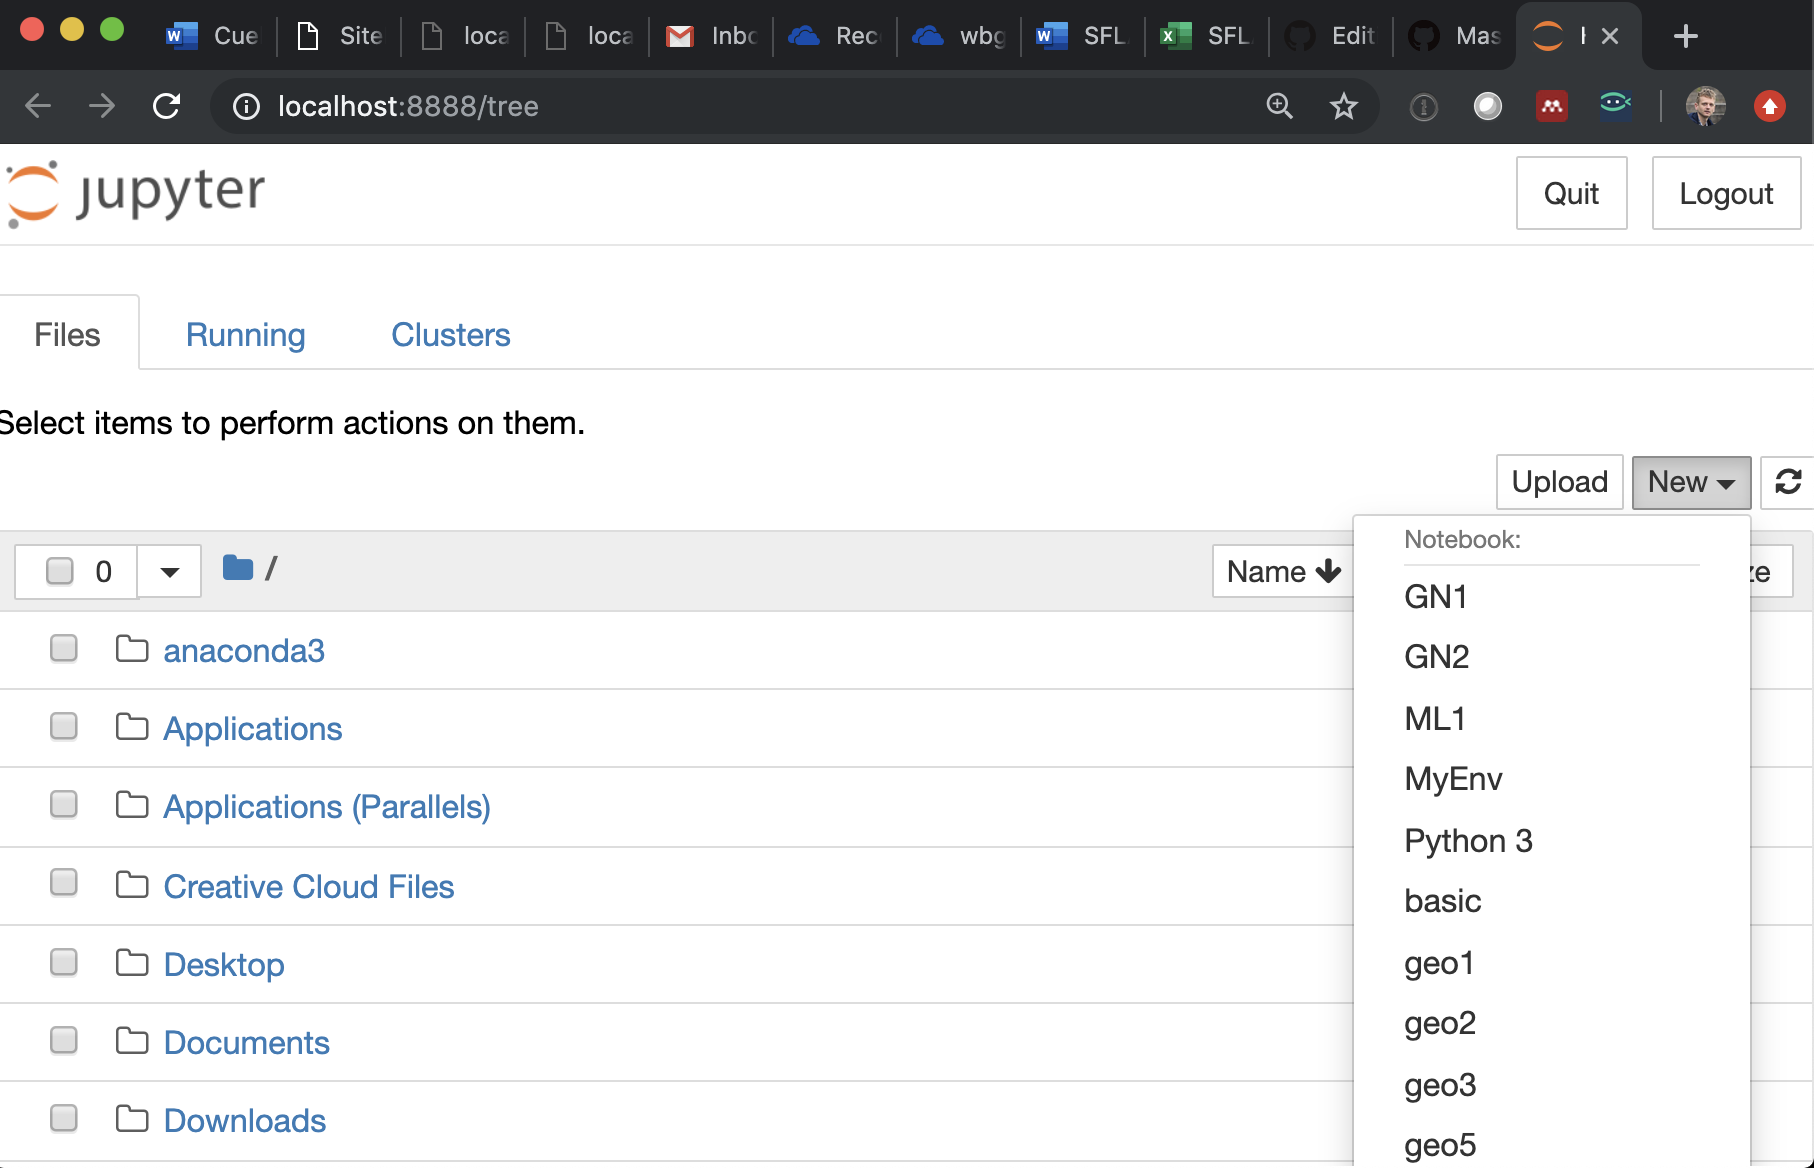 Cue Site loca loca Inbo Rec wbg SFL SFL Edit Mas
localhost:8888/tree
jupyter Quit Logout
Files Running Clusters
Select items to perform actions on them.
Upload New
0 / Name ze
Notebook:
GN1
GN2
ML1
MyEnv
Python 3
basic
geo1
geo2
geo3
geo5
anaconda3
Applications
Applications (Parallels)
Creative Cloud Files
Desktop
Documents
Downloads